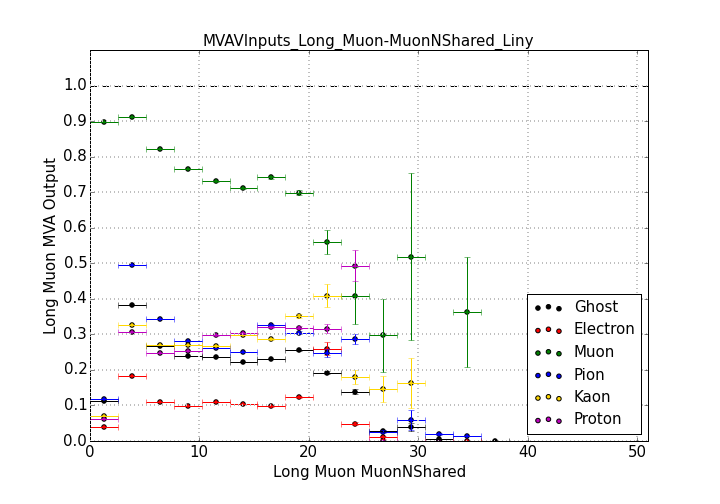 MVAVInputs_Long_Muon-MuonNShared_Liny
Long Muon MVA Output
1.0
0.9
0.8
0.7
0.6
0.5
0.4
0.3
0.2
0.1
0.0
Ghost
Electron
Muon
Pion
Kaon
Proton
0 10 20 30 40 50
Long Muon MuonNShared